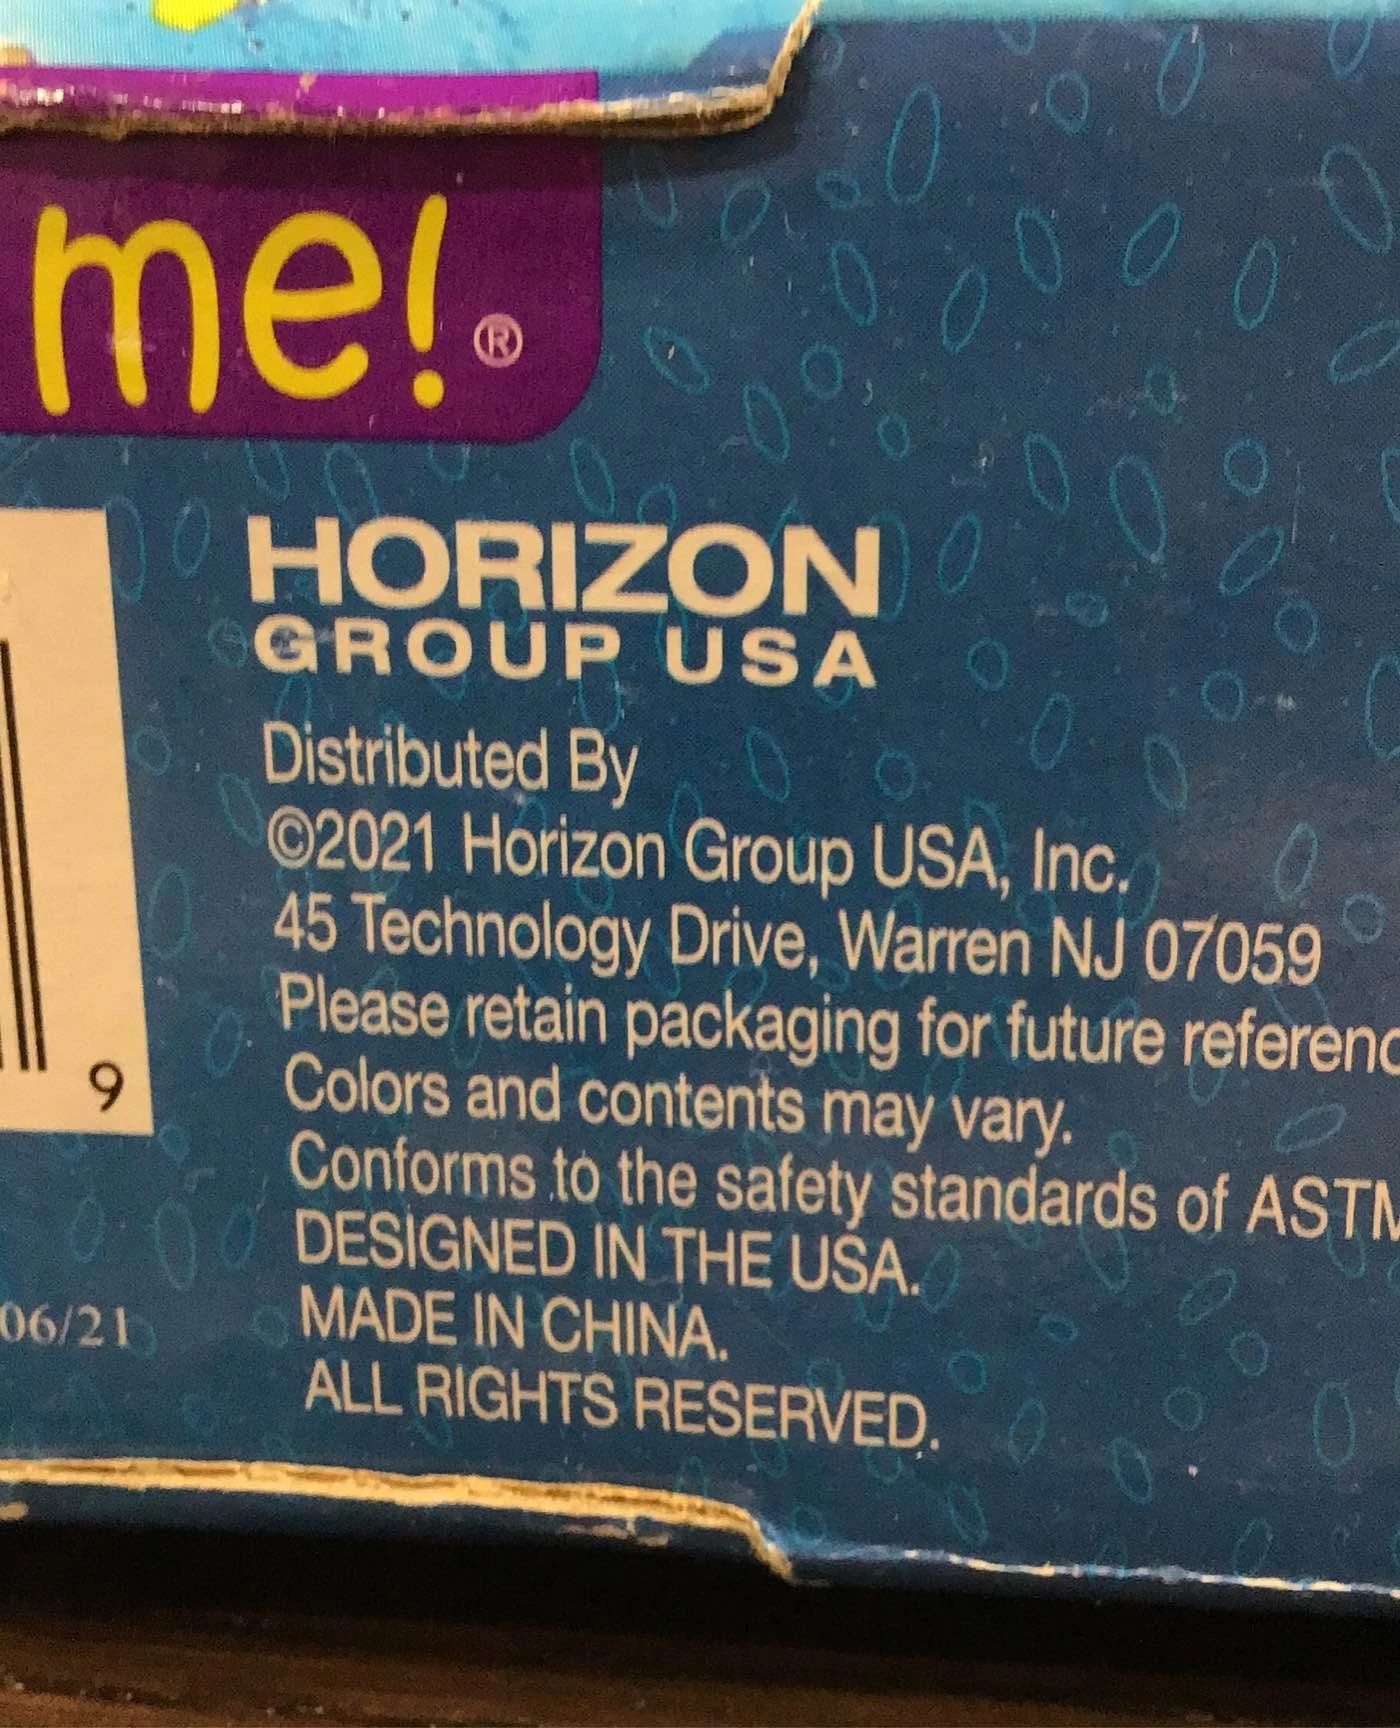 me!®
HORIZON
GROUP USA
Distributed By
©2021 Horizon Group USA, Inc.
45 Technology Drive, Warren NJ 07059
Please retain packaging for future referenc
Colors and contents may vary.
Conforms to the safety standards of ASTM
DESIGNED IN THE USA.
MADE IN CHINA.
ALL RIGHTS RESERVED.
9
06/21